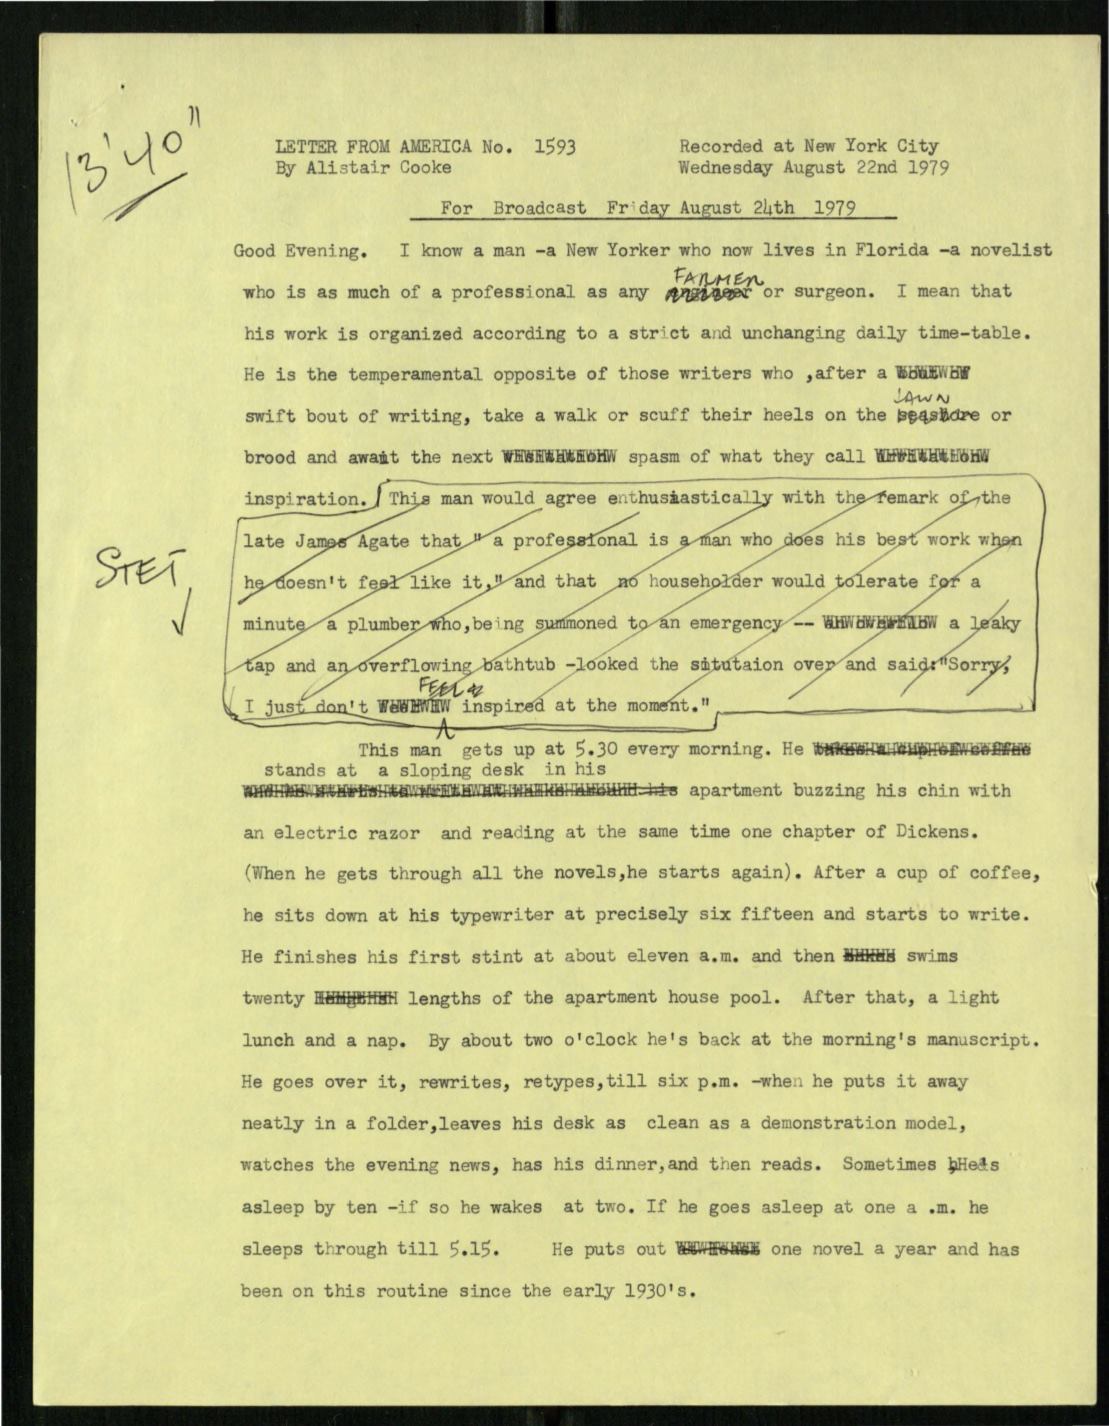 13'40"
LETTER FROM AMERICA No. 1593 Recorded at New York City
By Alistair Cooke Wednesday August 22nd 1979
For Broadcast Friday August 24th 1979
Good Evening. I know a man -a New Yorker who now lives in Florida -a novelist
FARMER
who is as much of a professional as any engineer or surgeon. I mean that
his work is organized according to a strict and unchanging daily time-table.
He is the temperamental opposite of those writers who ,after a
LAWN
swift bout of writing, take a walk or scuff their heels on the seashore or
brood and await the next spasm of what they call
inspiration. This man would agree enthusiastically with the remark of the
late James Agate that " a professional is a man who does his best work when
STET
he doesn't feel like it," and that no householder would tolerate for a
minute a plumber who,being summoned to an emergency -- a leaky
tap and an overflowing bathtub -looked the situtaion over and said:"Sorry,
FEEL
I just don't inspired at the moment."
This man gets up at 5.30 every morning. He
stands at a sloping desk in his
apartment buzzing his chin with
an electric razor and reading at the same time one chapter of Dickens.
(When he gets through all the novels,he starts again). After a cup of coffee,
he sits down at his typewriter at precisely six fifteen and starts to write.
He finishes his first stint at about eleven a.m. and then swims
twenty lengths of the apartment house pool. After that, a light
lunch and a nap. By about two o'clock he's back at the morning's manuscript.
He goes over it, rewrites, retypes,till six p.m. -when he puts it away
neatly in a folder,leaves his desk as clean as a demonstration model,
watches the evening news, has his dinner,and then reads. Sometimes He's
asleep by ten -if so he wakes at two. If he goes asleep at one a .m. he
sleeps through till 5.15. He puts out one novel a year and has
been on this routine since the early 1930's.